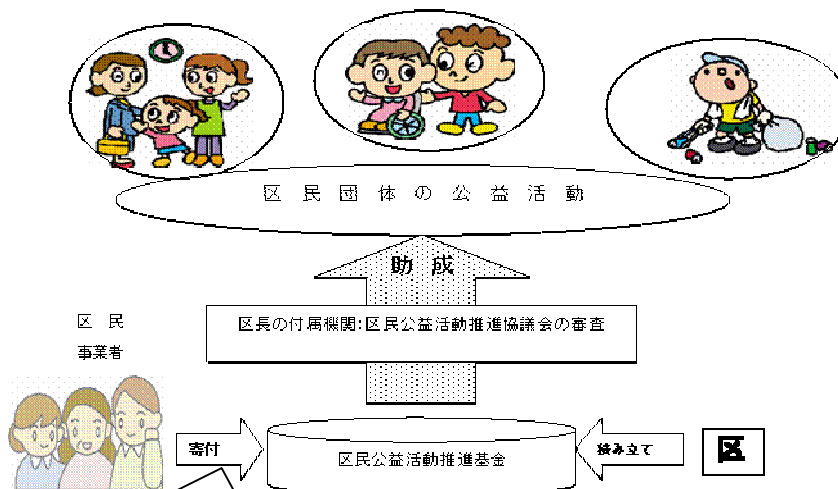 区民団体の公益活動
助成
区長の付属機関：区民公益活動推進協議会の審査
区民
事業者
寄付
区民公益活動推進基金
積み立て
区